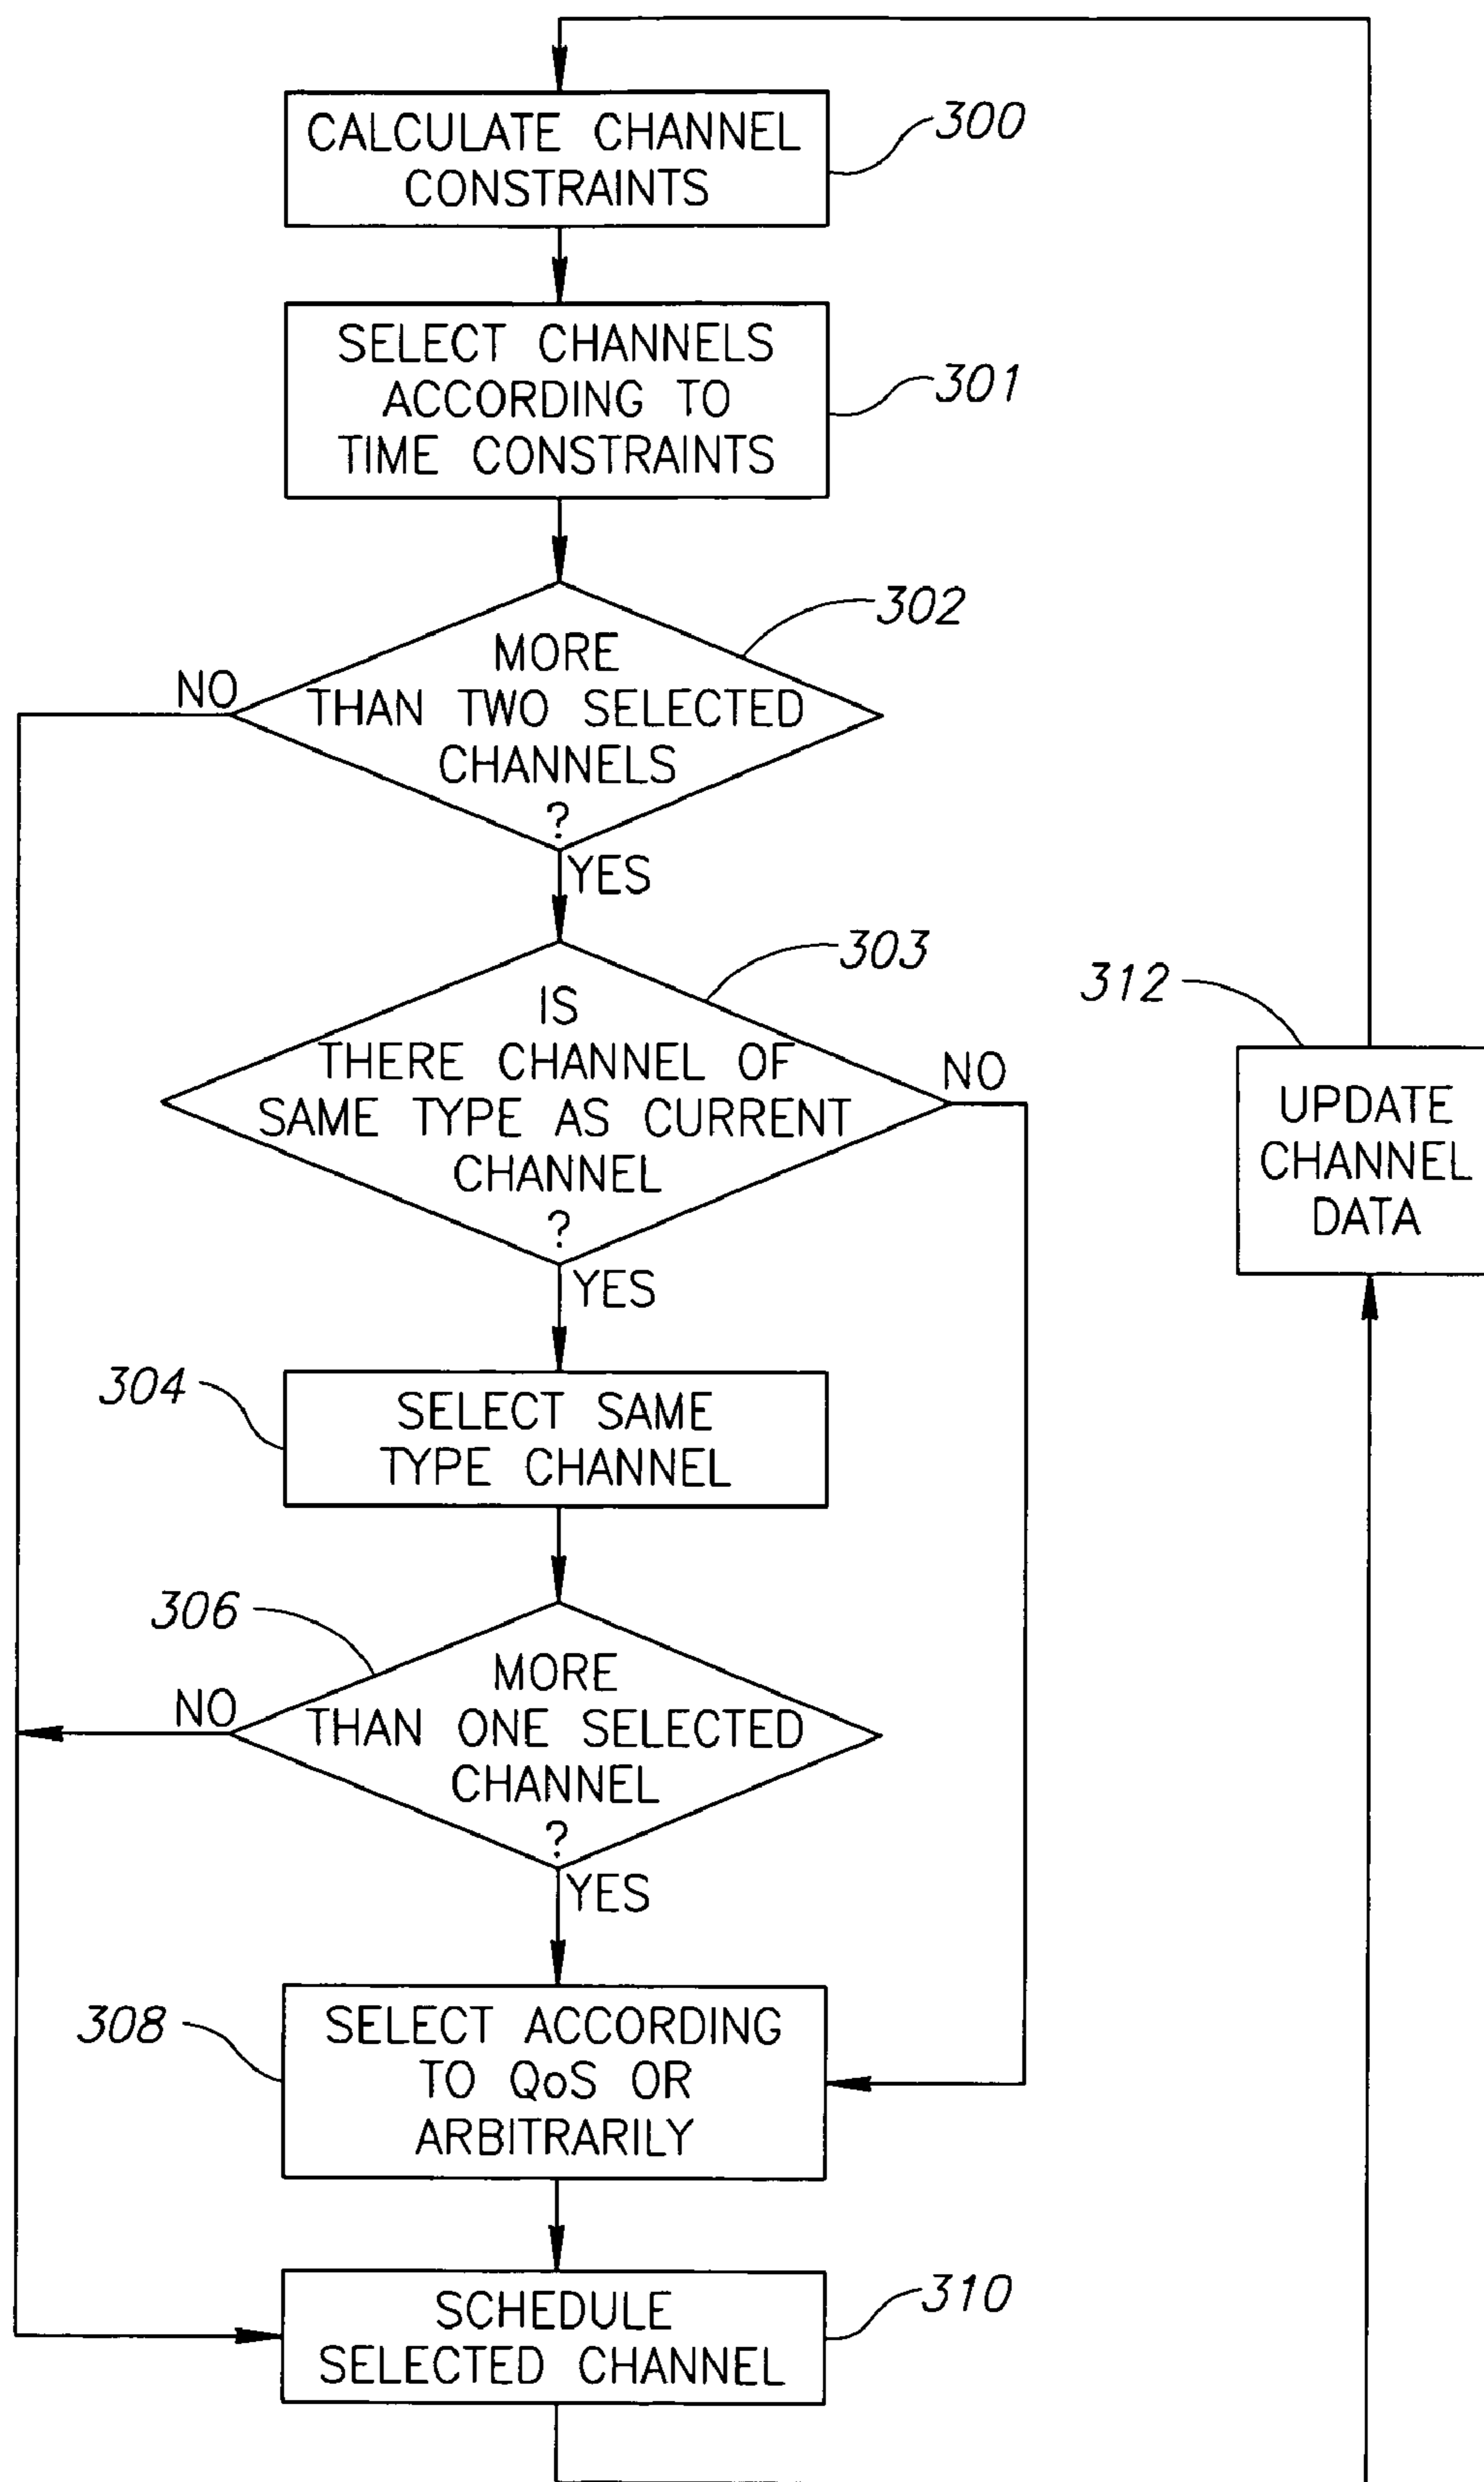 CALCULATE CHANNEL
CONSTRAINTS
300
SELECT CHANNELS
ACCORDING TO
TIME CONSTRAINTS
301
302
MORE
THAN TWO SELECTED
CHANNELS
?
NO
YES
303
IS
THERE CHANNEL OF
SAME TYPE AS CURRENT
CHANNEL
?
NO
YES
312
UPDATE
CHANNEL
DATA
304
SELECT SAME
TYPE CHANNEL
306
MORE
THAN ONE SELECTED
CHANNEL
?
NO
YES
308
SELECT ACCORDING
TO QoS OR
ARBITRARILY
SCHEDULE
SELECTED CHANNEL
310